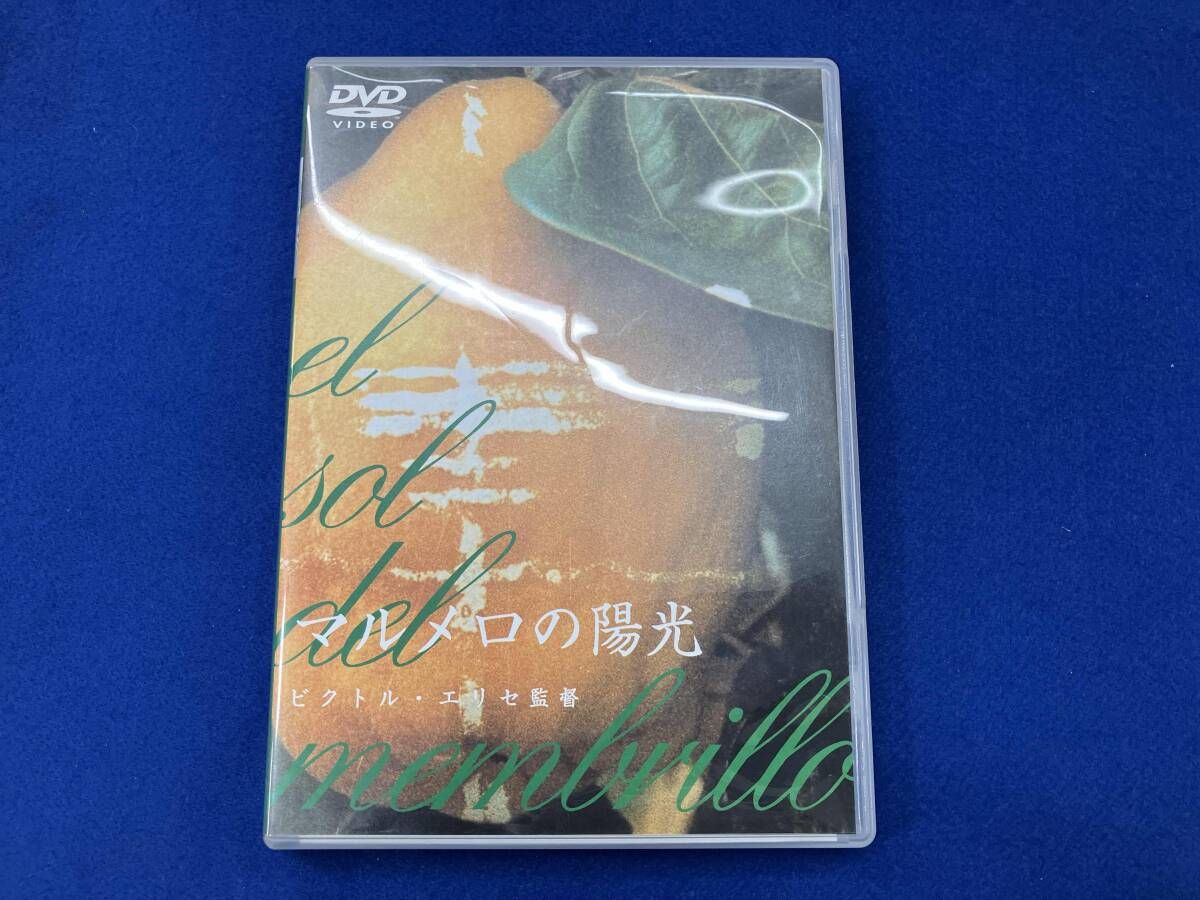 DVD
VIDEO
el
sol
del
マルメロの陽光
ビクトル・エリセ監督
membrillo